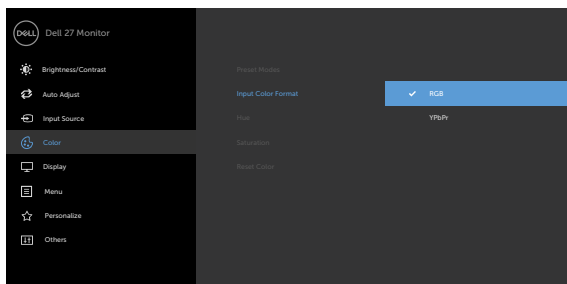 DELL
Dell 27 Monitor
Brightness/Contrast
Auto Adjust
Input Source
Color
Display
Menu
Personalize
Others
Preset Modes
Input Color Format
Hue
Saturation
Reset Color
RGB
YPbPr